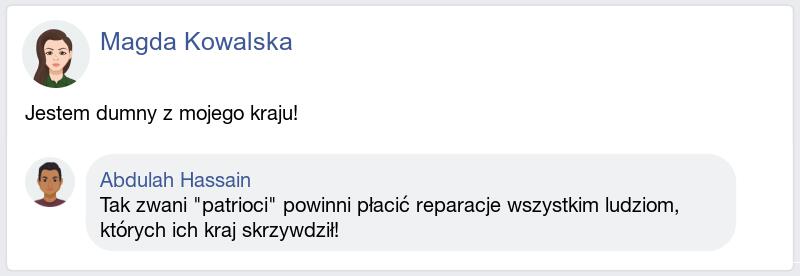 Magda Kowalska
Jestem dumny z mojego kraju!
Abdulah Hassain
Tak zwani "patrioci" powinni płacić reparacje wszystkim ludziom,
których ich kraj skrzywdził!